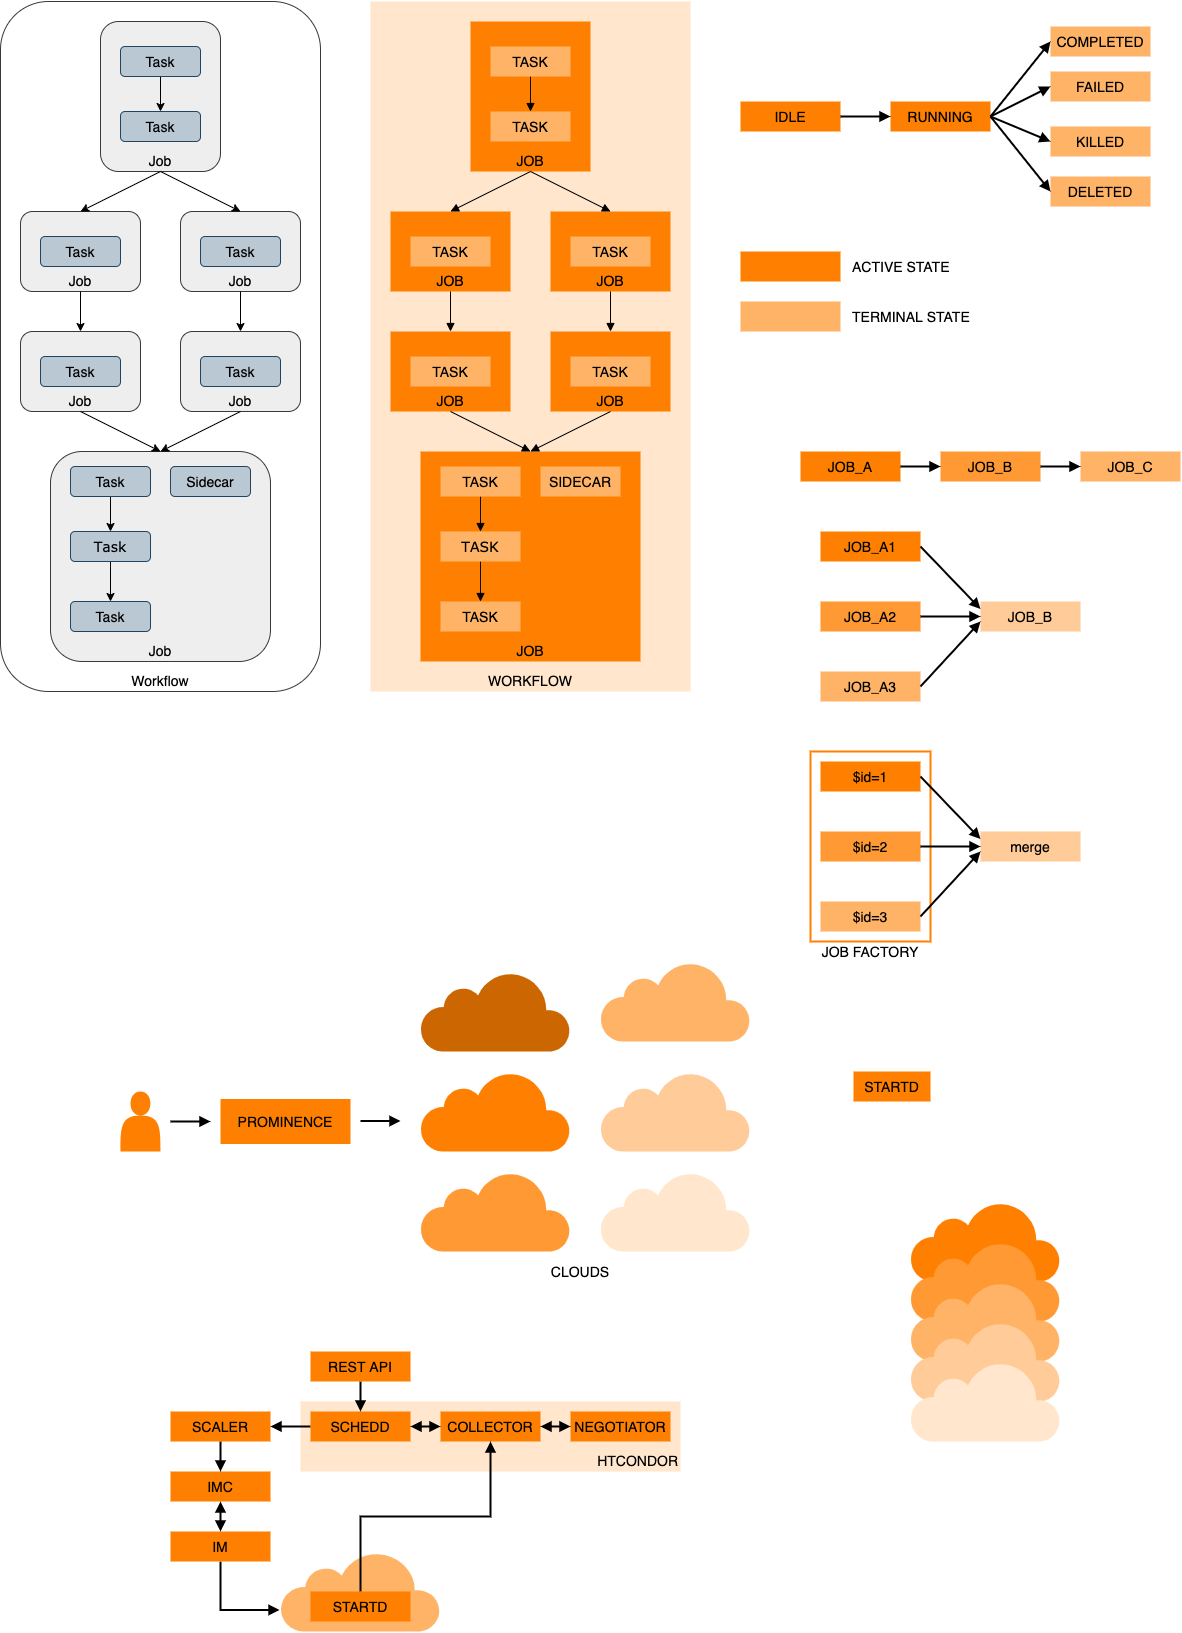 Task
Task
Job
Task
Job
Task
Job
Task
Job
Task
Job
Task
Sidecar
Task
Task
Job
Workflow
TASK
TASK
JOB
TASK
JOB
TASK
JOB
TASK
JOB
TASK
JOB
TASK
SIDECAR
TASK
TASK
JOB
WORKFLOW
IDLE
RUNNING
COMPLETED
FAILED
KILLED
DELETED
ACTIVE STATE
TERMINAL STATE
JOB_A
JOB_B
JOB_C
JOB_A1
JOB_A2
JOB_A3
JOB_B
$id=1
$id=2
$id=3
merge
JOB FACTORY
PROMINENCE
CLOUDS
STARTD
REST API
SCALER
SCHEDD
COLLECTOR
NEGOTIATOR
HTCONDOR
IMC
IM
STARTD